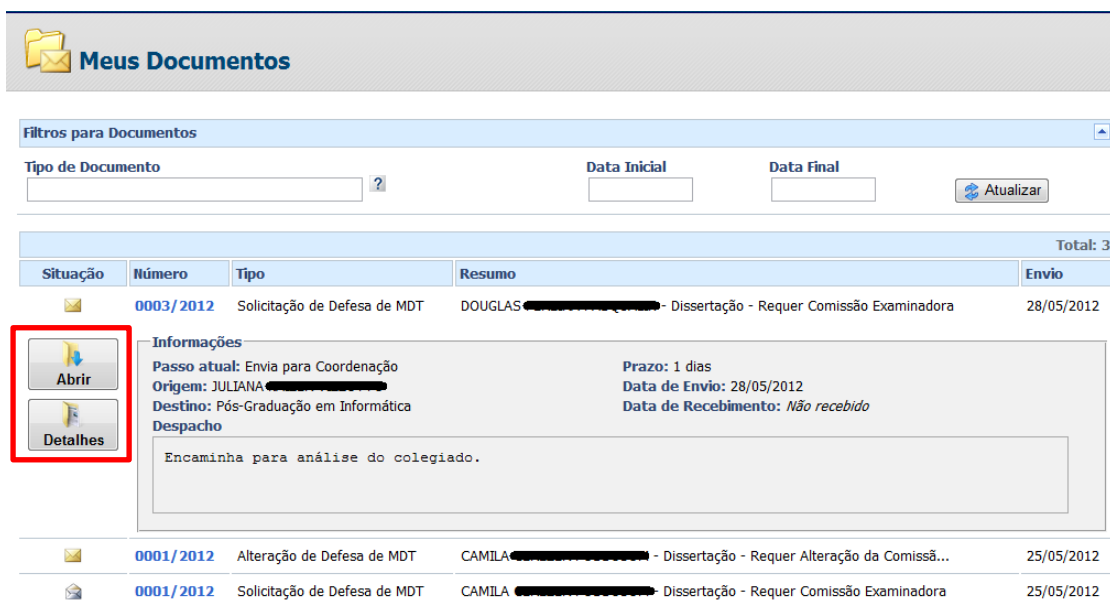 Meus Documentos
Filtros para Documentos
Tipo de Documento Data Inicial Data Final
? Atualizar
Total: 3
Situação Número Tipo Resumo Envio
0003/2012 Solicitação de Defesa de MDT DOUGLAS - Dissertação - Requer Comissão Examinadora 28/05/2012
Informações
Abrir
Passo atual: Envia para Coordenação Prazo: 1 dias
Origem: JULIANA Data de Envio: 28/05/2012
Destino: Pós-Graduação em Informática Data de Recebimento: Não recebido
Detalhes
Despacho
Encaminha para análise do colegiado.
0001/2012 Alteração de Defesa de MDT CAMILA - Dissertação - Requer Alteração da Comissã... 25/05/2012
0001/2012 Solicitação de Defesa de MDT CAMILA - Dissertação - Requer Comissão Examinadora 25/05/2012